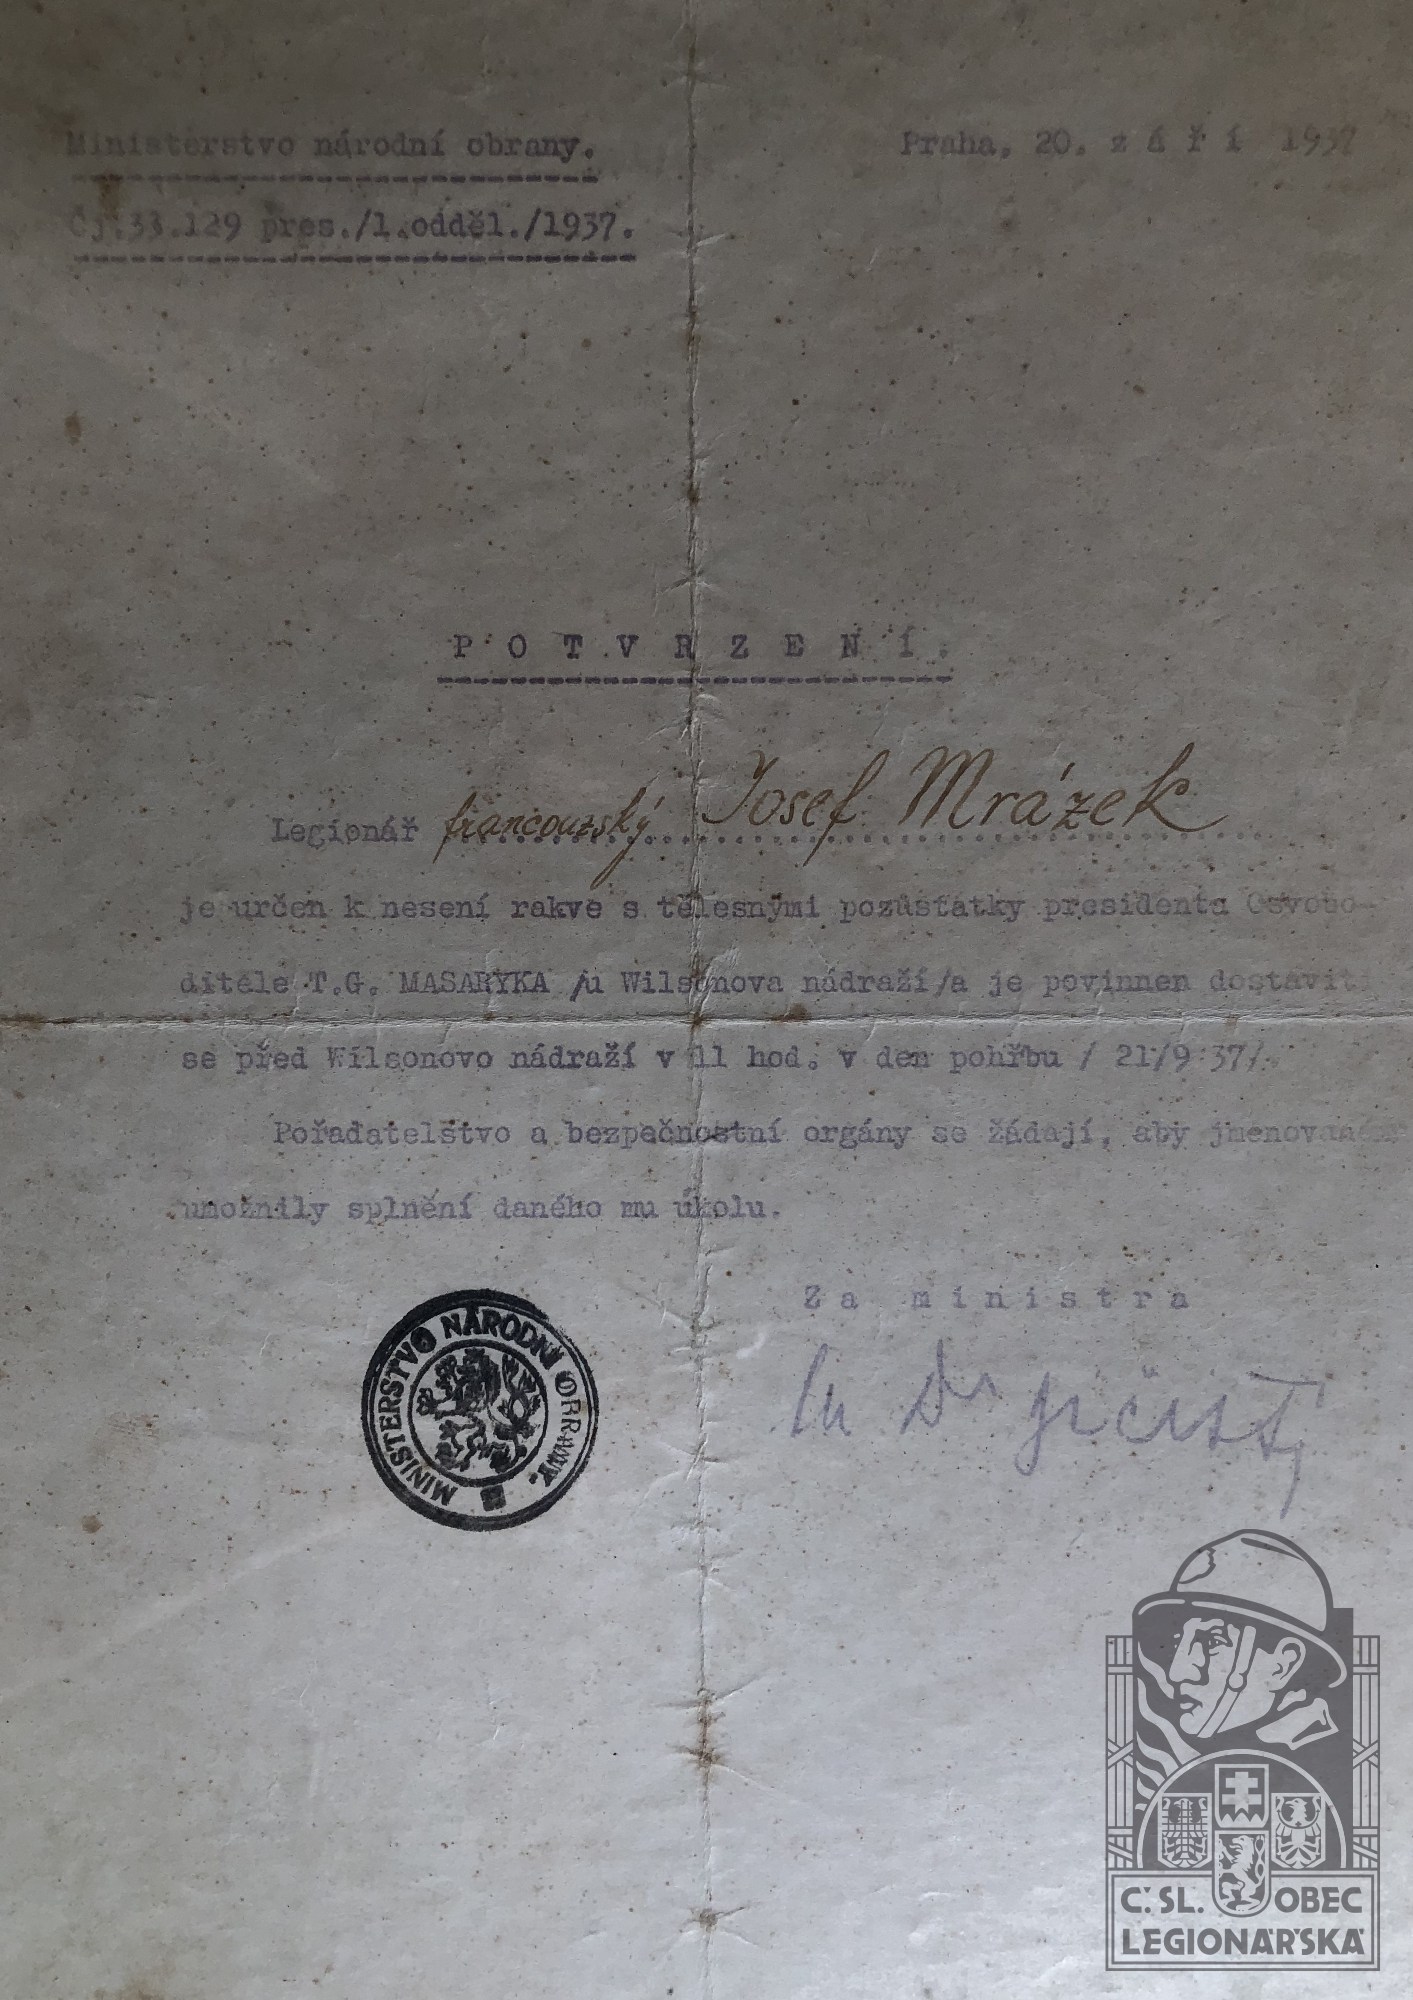 Ministerstvo národní obrany.
Praha, 20. z á ř í 1937
Čj.33.129 pres./1.odděl./1937.
P O T V R Z E N Í.
Legionář francouzský Josef Mrázek
je určen k nesení rakve s tělesnými pozůstatky presidenta Osvobo-
ditele T.G. MASARYKA /u Wilsonova nádraží/a je povinnen dostavit
se před Wilsonovo nádraží v 11 hod. v den pohřbu / 21/9 37/.
Pořadatelstvo a bezpečnostní orgány se žádají, aby jmenovanému
umožnily splnění daného mu úkolu.
Za ministra
MINISTERSTVO NÁRODNÍ OBRANY.
Č.SL. OBEC
LEGIONÁŘSKÁ